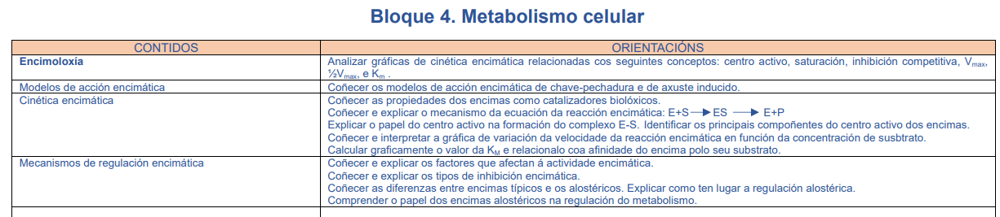 Bloque 4. Metabolismo celular
CONTIDOS
ORIENTACIÓNS
Encimoloxía
Analizar gráficas de cinética encimática relacionadas cos seguintes conceptos: centro activo, saturación, inhibición competitiva, Vmax,
½Vmax, e Km .
Modelos de acción encimática
Coñecer os modelos de acción encimática de chave-pechadura e de axuste inducido.
Cinética encimática
Coñecer as propiedades dos encimas como catalizadores biolóxicos.
Coñecer e explicar o mecanismo da ecuación da reacción encimática: E+S → ES → E+P
Explicar o papel do centro activo na formación do complexo E-S. Identificar os principais compoñentes do centro activo dos encimas.
Coñecer e interpretar a gráfica de variación da velocidade da reacción encimática en función da concentración de susbtrato.
Calcular graficamente o valor da KM e relacionalo coa afinidade do encima polo seu substrato.
Mecanismos de regulación encimática
Coñecer e explicar os factores que afectan á actividade encimática.
Coñecer e explicar os tipos de inhibición encimática.
Coñecer as diferenzas entre encimas típicos e os alostéricos. Explicar como ten lugar a regulación alostérica.
Comprender o papel dos encimas alostéricos na regulación do metabolismo.